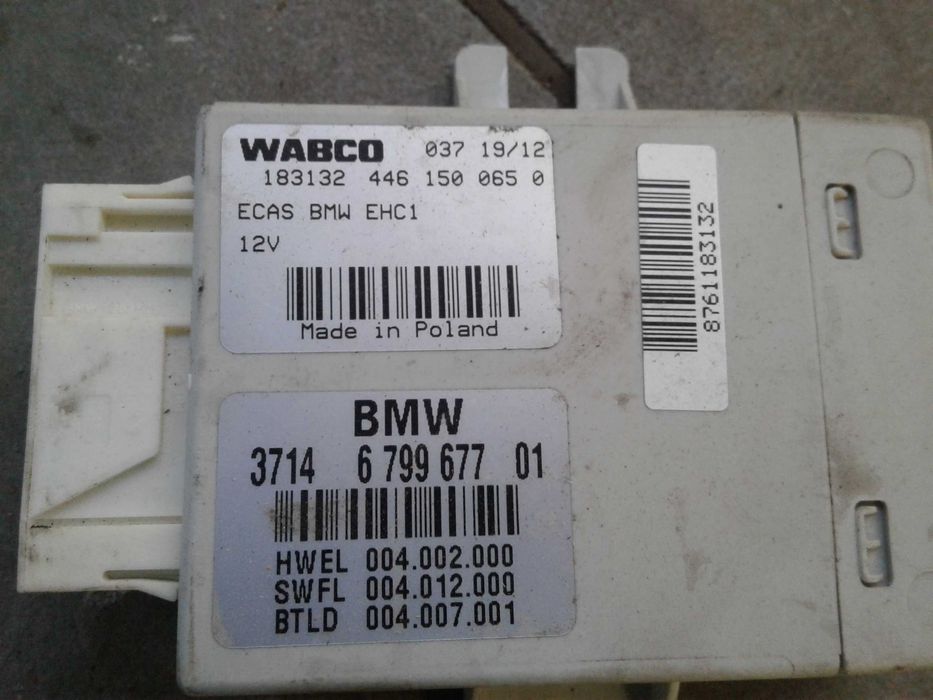 WABCO 037 19/12
183132 446 150 065 0
ECAS BMW EHC1
12V
Made in Poland
87611183132
BMW
3714 6 799 677 01
HWEL 004.002.000
SWFL 004.012.000
BTLD 004.007.001